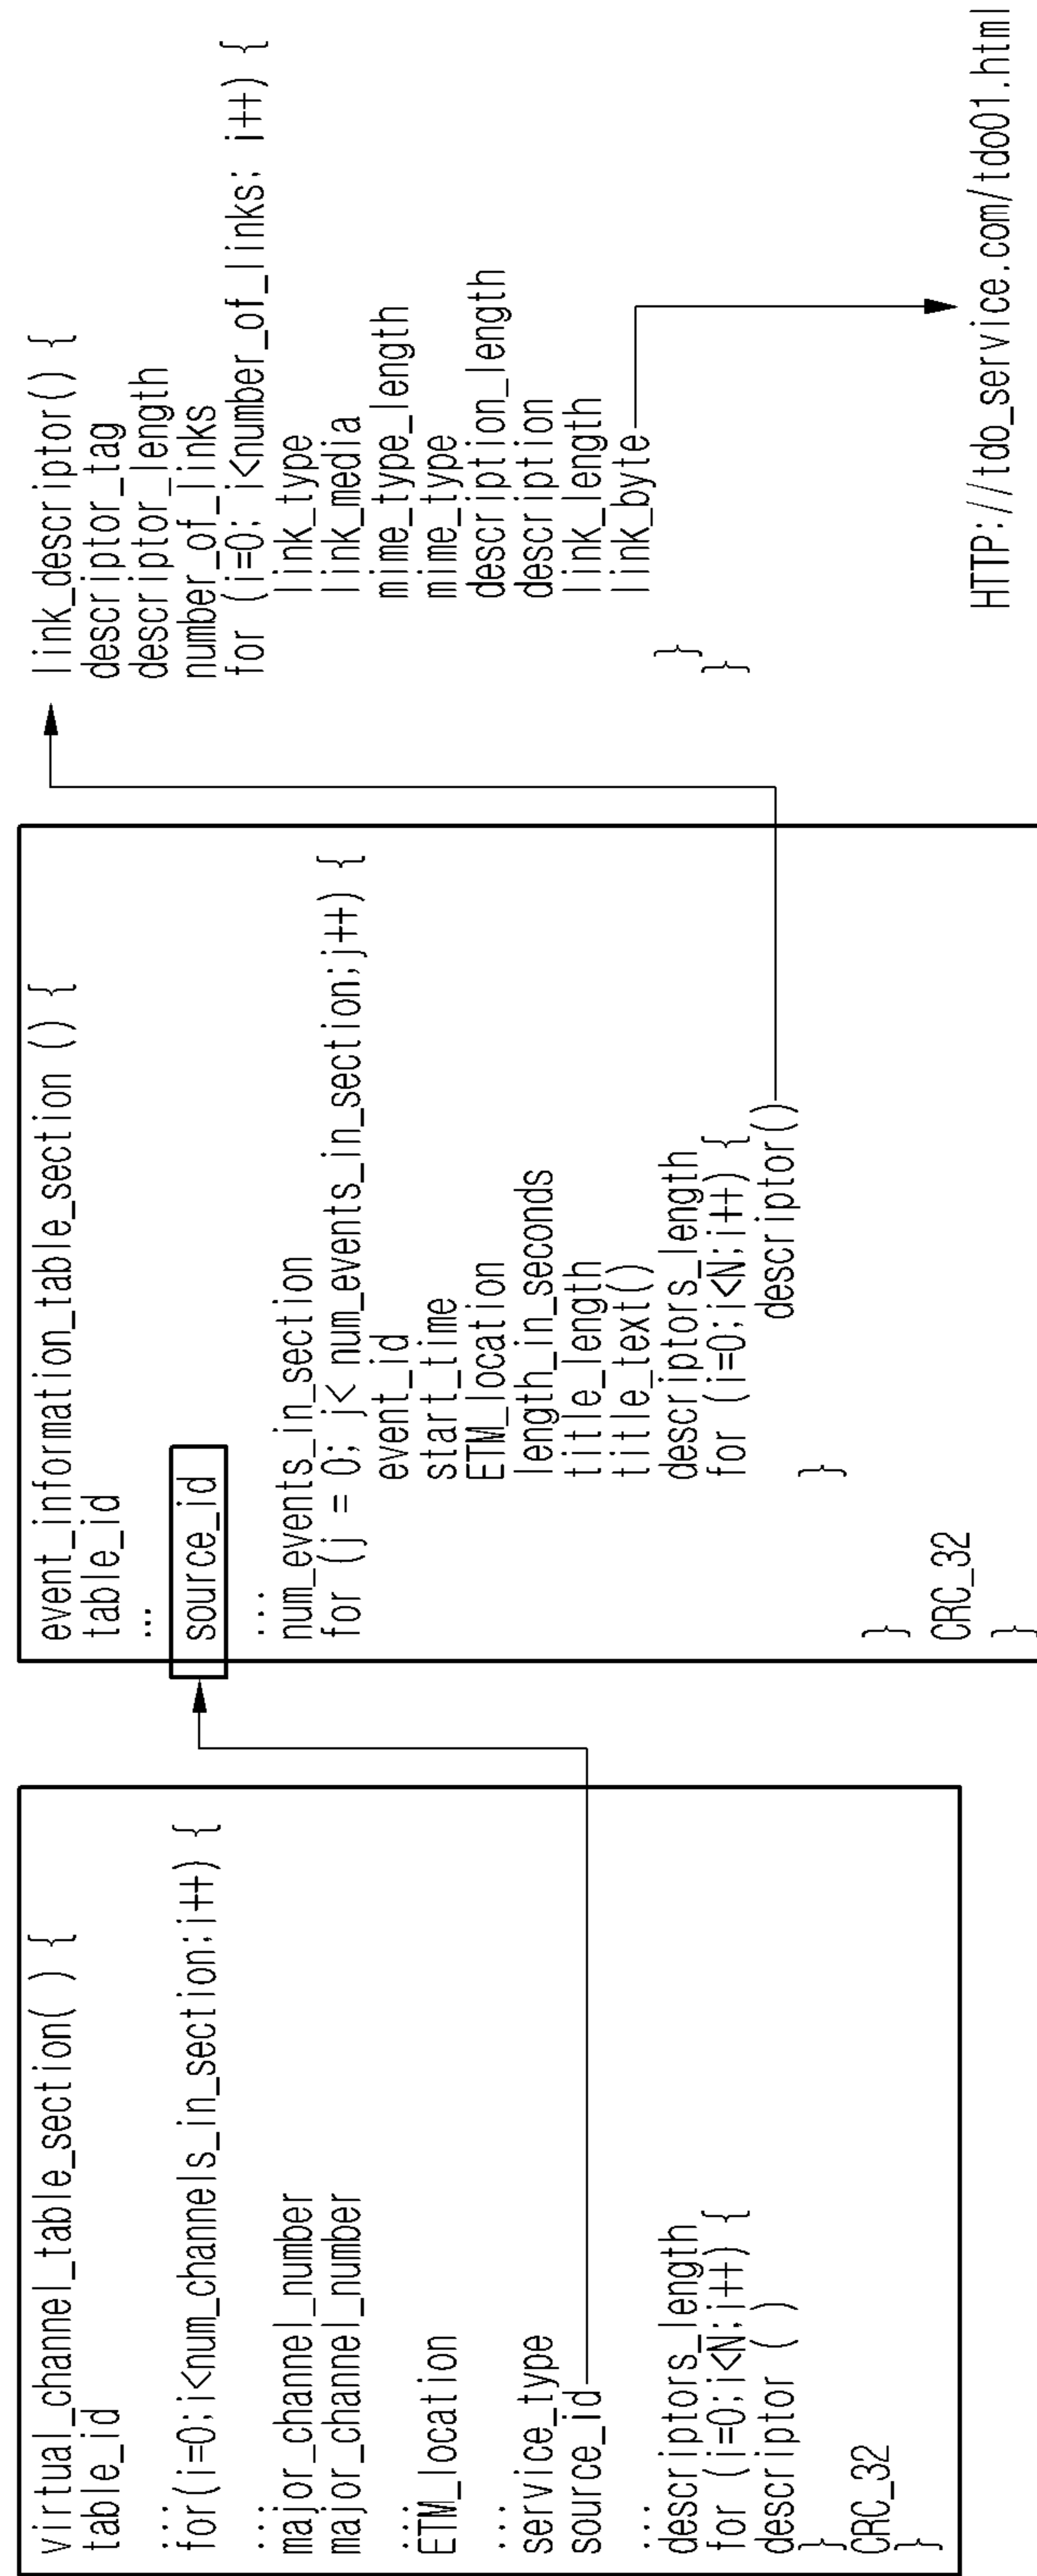 virtual_channel_table_section( ) {
table_id
...
for(i=0;i<num_channels_in_section;i++) {
...
major_channel_number
major_channel_number
...
ETM_location
...
service_type
source_id
...
descriptors_length
for (i=0;i<N;i++) {
descriptor ( )
}
CRC_32
}
event_information_table_section () {
table_id
...
source_id
...
num_events_in_section
for (j = 0; j< num_events_in_section;j++) {
event_id
start_time
ETM_location
length_in_seconds
title_length
title_text()
descriptors_length
for (i=0;i<N;i++) {
descriptor()
}
}
CRC_32
}
link_descriptor() {
descriptor_tag
descriptor_length
number_of_links
for (i=0; i<number_of_links; i++) {
link_type
link_media
mime_type_length
mime_type
description_length
description
link_length
link_byte
}
}
HTTP://tdo_service.com/tdo01.html